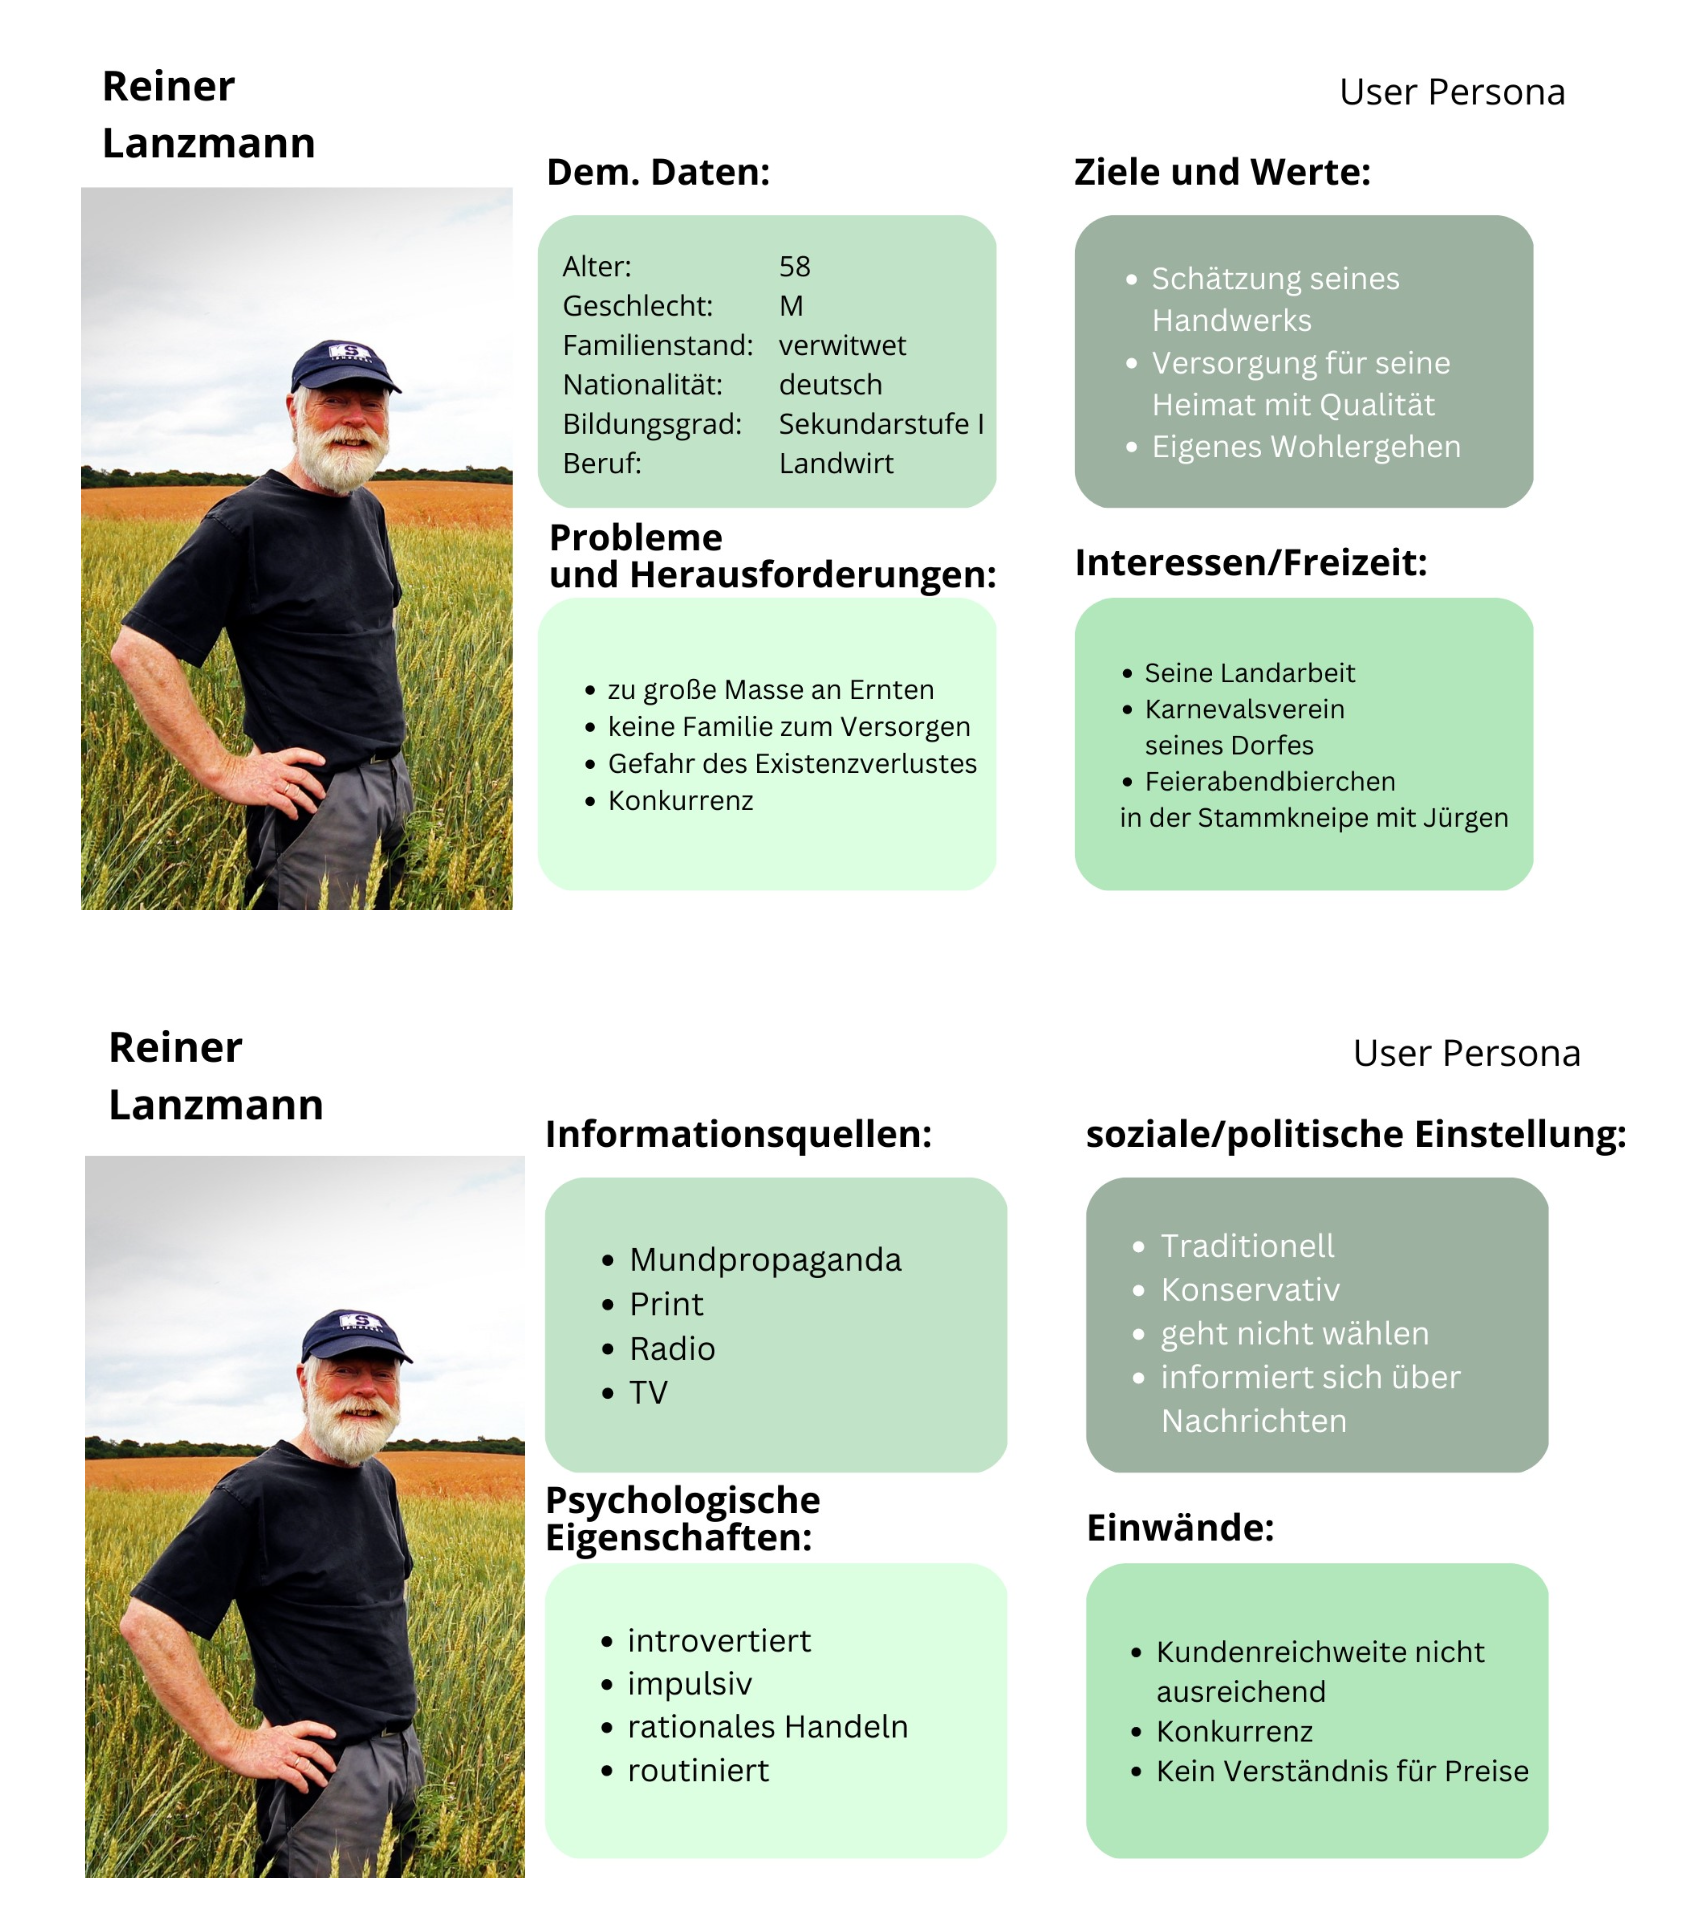 Reiner
Lanzmann
User Persona
Dem. Daten:
Alter: 58
Geschlecht: M
Familienstand: verwitwet
Nationalität: deutsch
Bildungsgrad: Sekundarstufe I
Beruf: Landwirt
Ziele und Werte:
• Schätzung seines
Handwerks
• Versorgung für seine
Heimat mit Qualität
• Eigenes Wohlergehen
Probleme
und Herausforderungen:
• zu große Masse an Ernten
• keine Familie zum Versorgen
• Gefahr des Existenzverlustes
• Konkurrenz
Interessen/Freizeit:
• Seine Landarbeit
• Karnevalsverein
seines Dorfes
• Feierabendbierchen
in der Stammkneipe mit Jürgen
S
Reiner
Lanzmann
User Persona
Informationsquellen:
• Mundpropaganda
• Print
• Radio
• TV
soziale/politische Einstellung:
• Traditionell
• Konservativ
• geht nicht wählen
• informiert sich über
Nachrichten
Psychologische
Eigenschaften:
• introvertiert
• impulsiv
• rationales Handeln
• routiniert
Einwände:
• Kundenreichweite nicht
ausreichend
• Konkurrenz
• Kein Verständnis für Preise
S